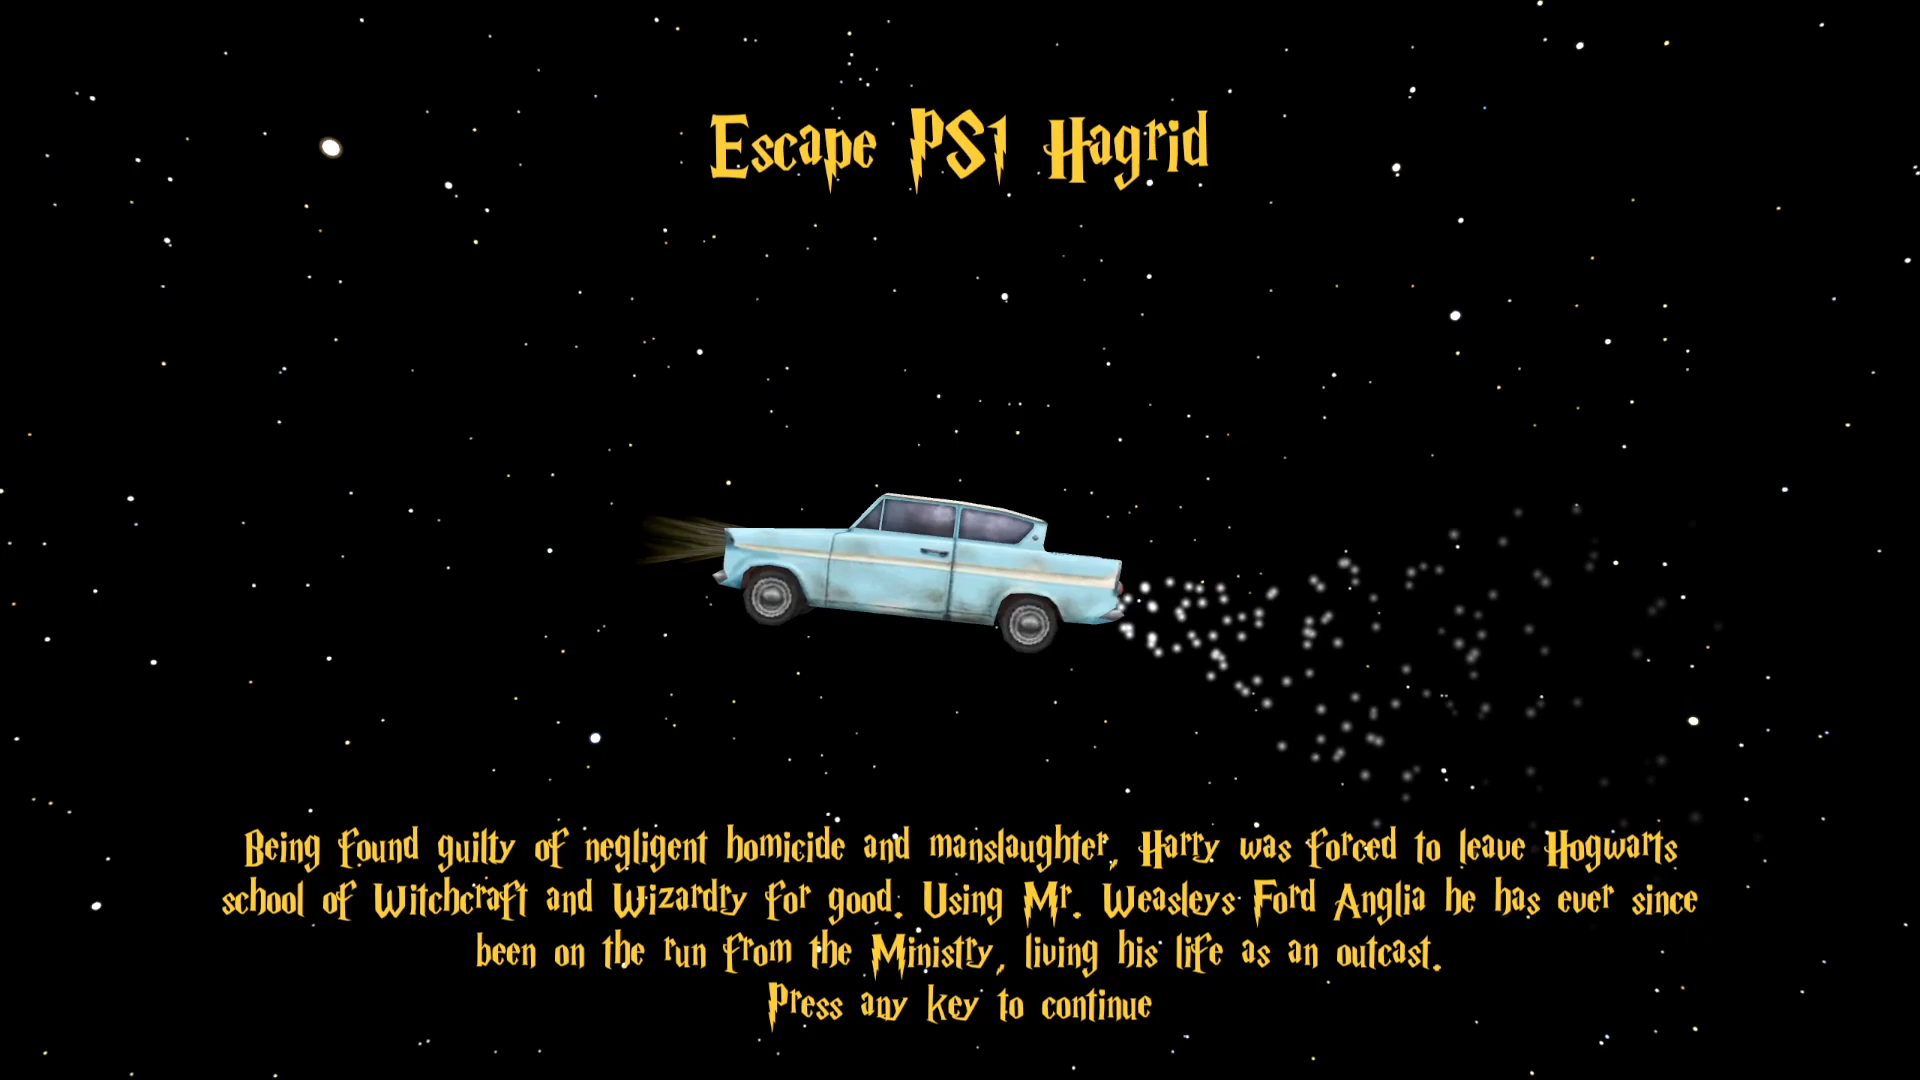 Escape PS1 Hagrid
Being found guilty of negligent homicide and manslaughter, Harry was forced to leave Hogwarts
school of Witchcraft and Wizardry for good. Using Mr. Weasleys Ford Anglia he has ever since
been on the run from the Ministry, living his life as an outcast.
Press any key to continue